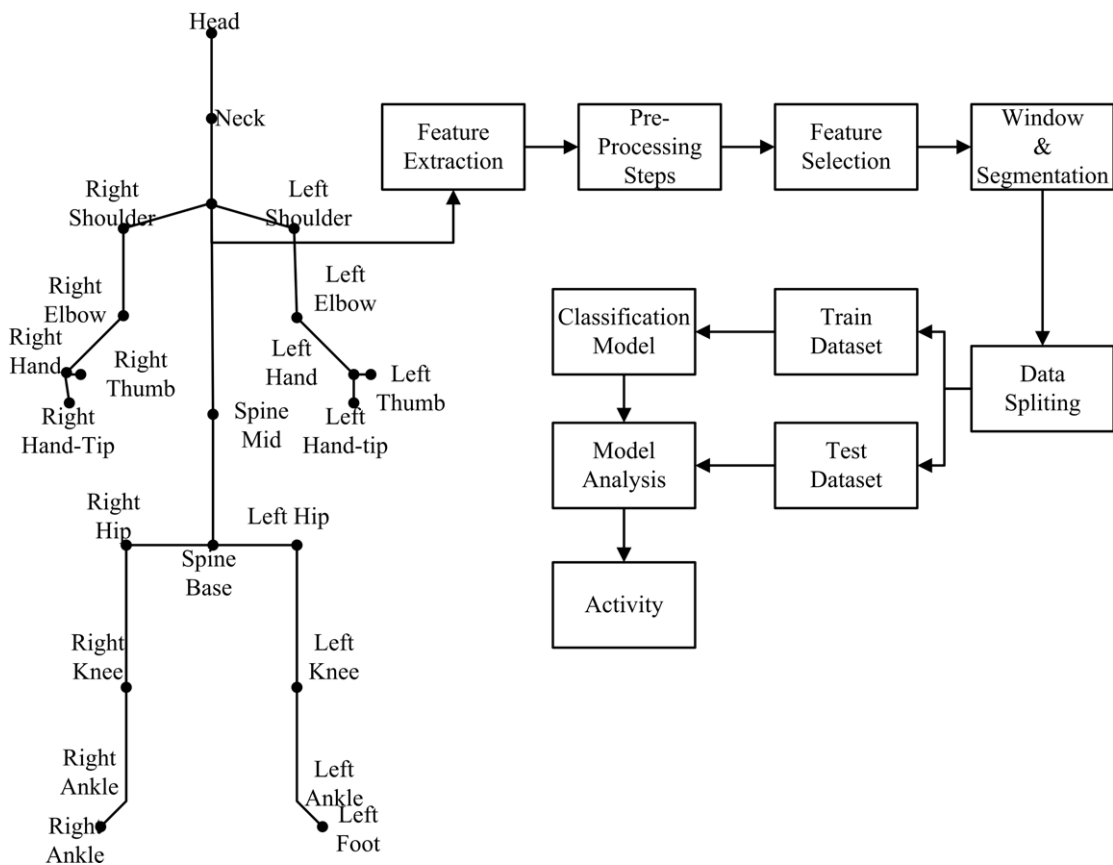 Head
Neck
Right
Shoulder
Left
Shoulder
Right
Elbow
Left
Elbow
Right
Hand
Right
Thumb
Left
Hand
Left
Thumb
Right
Hand-Tip
Spine
Mid
Left
Hand-tip
Right
Hip
Left Hip
Spine
Base
Right
Knee
Left
Knee
Right
Ankle
Left
Ankle
Right
Ankle
Left
Foot
Feature
Extraction
Pre-
Processing
Steps
Feature
Selection
Window
&
Segmentation
Classification
Model
Train
Dataset
Data
Spliting
Model
Analysis
Test
Dataset
Activity